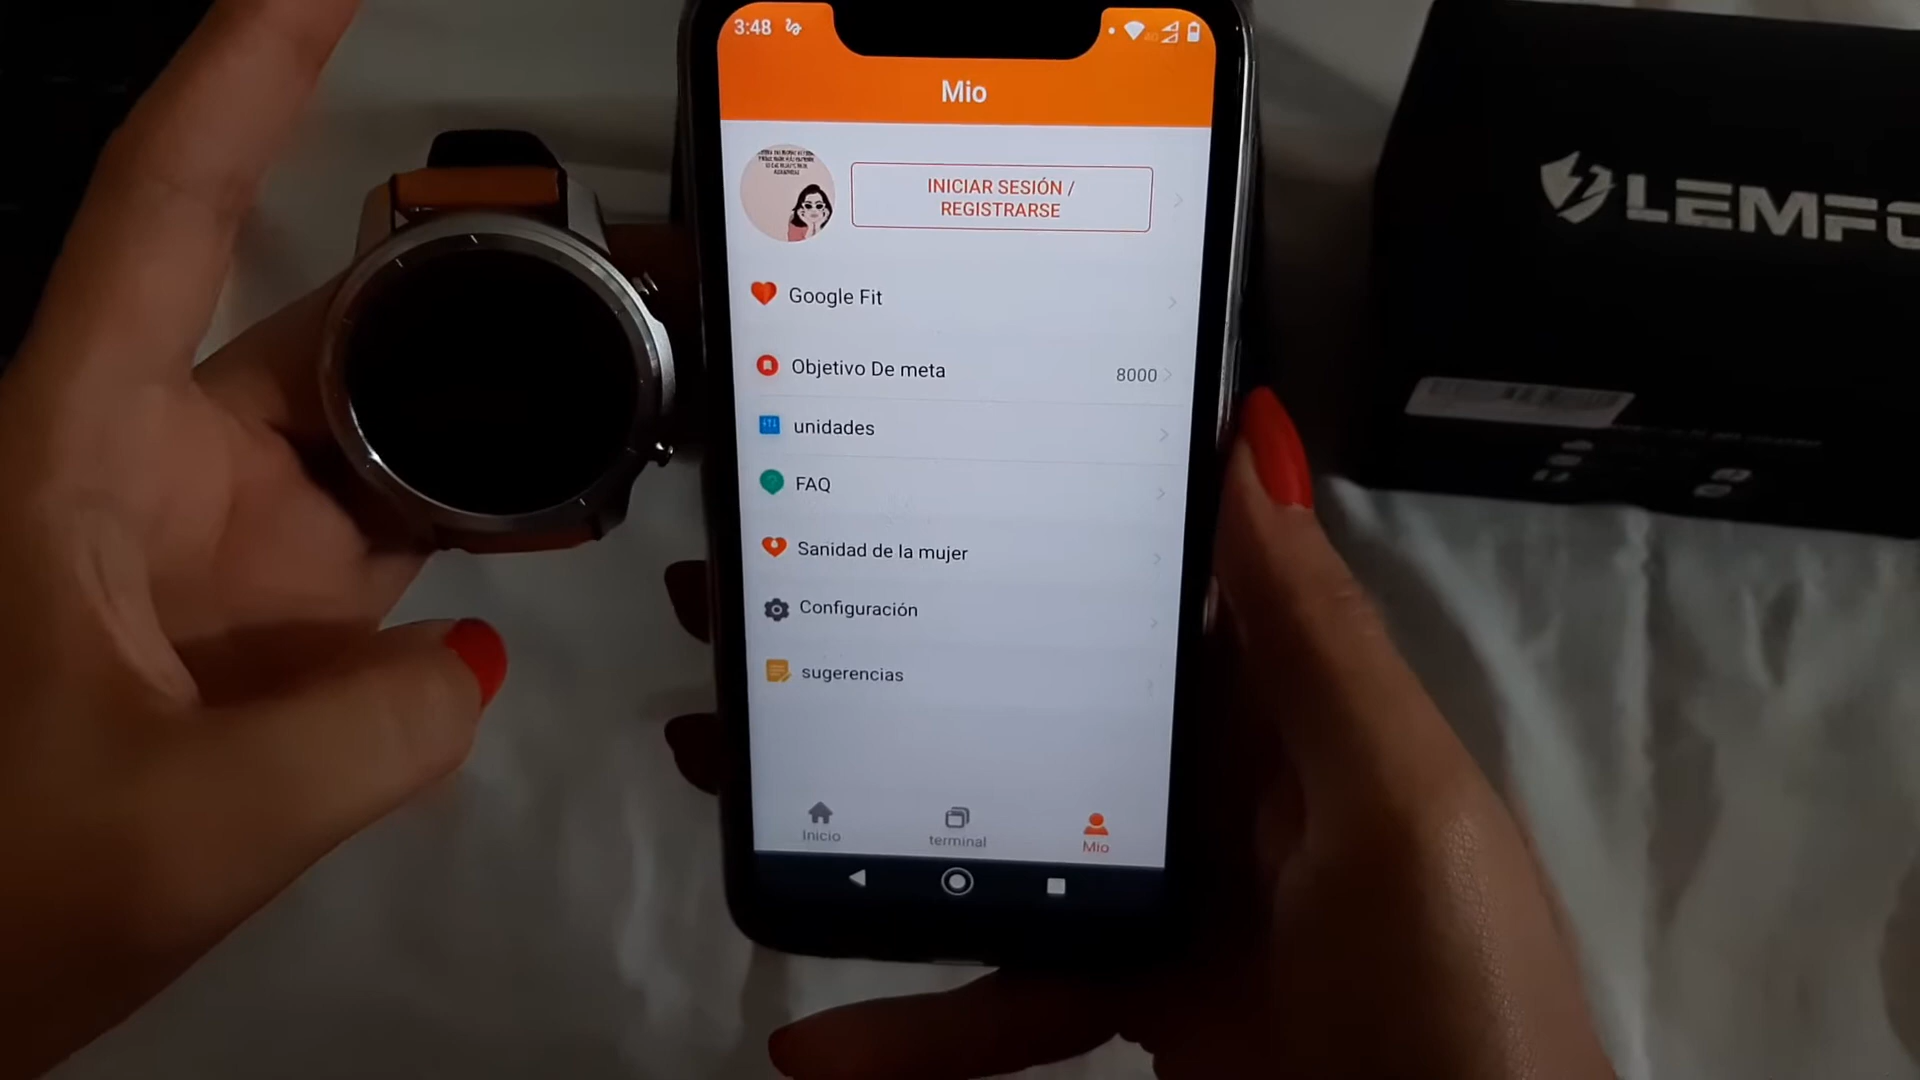 3:48
Mio
INICIAR SESIÓN /
REGISTRARSE
Google Fit
Objetivo De meta 8000
unidades
FAQ
Sanidad de la mujer
Configuración
sugerencias
Inicio
terminal
Mio
LEMFO